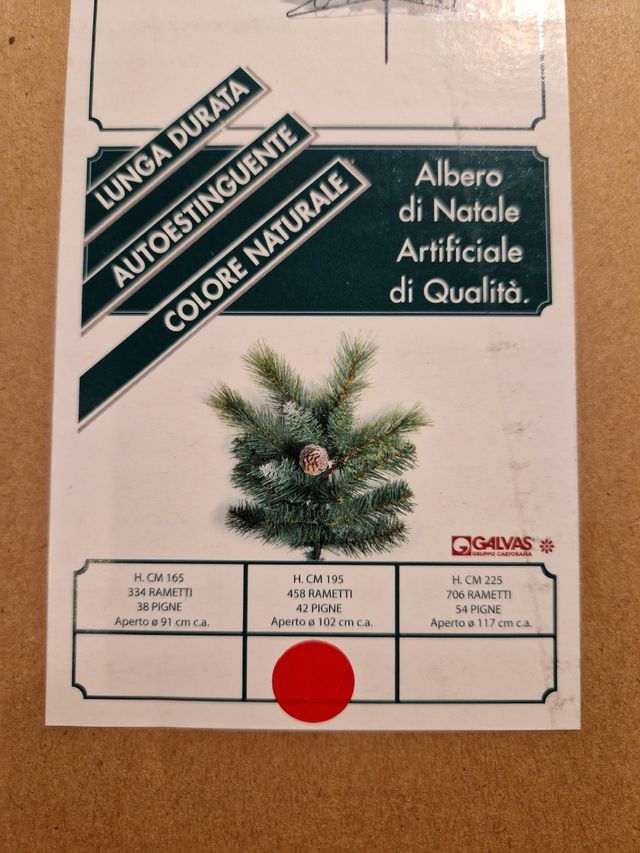 LUNGA DURATA
AUTOESTINGUENTE
COLORE NATURALE
Albero
di Natale
Artificiale
di Qualità.
GALVAS
GRUPPO CARTORAMA
H. CM 165
334 RAMETTI
38 PIGNE
Aperto ø 91 cm c.a.
H. CM 195
458 RAMETTI
42 PIGNE
Aperto ø 102 cm c.a.
H. CM 225
706 RAMETTI
54 PIGNE
Aperto ø 117 cm c.a.